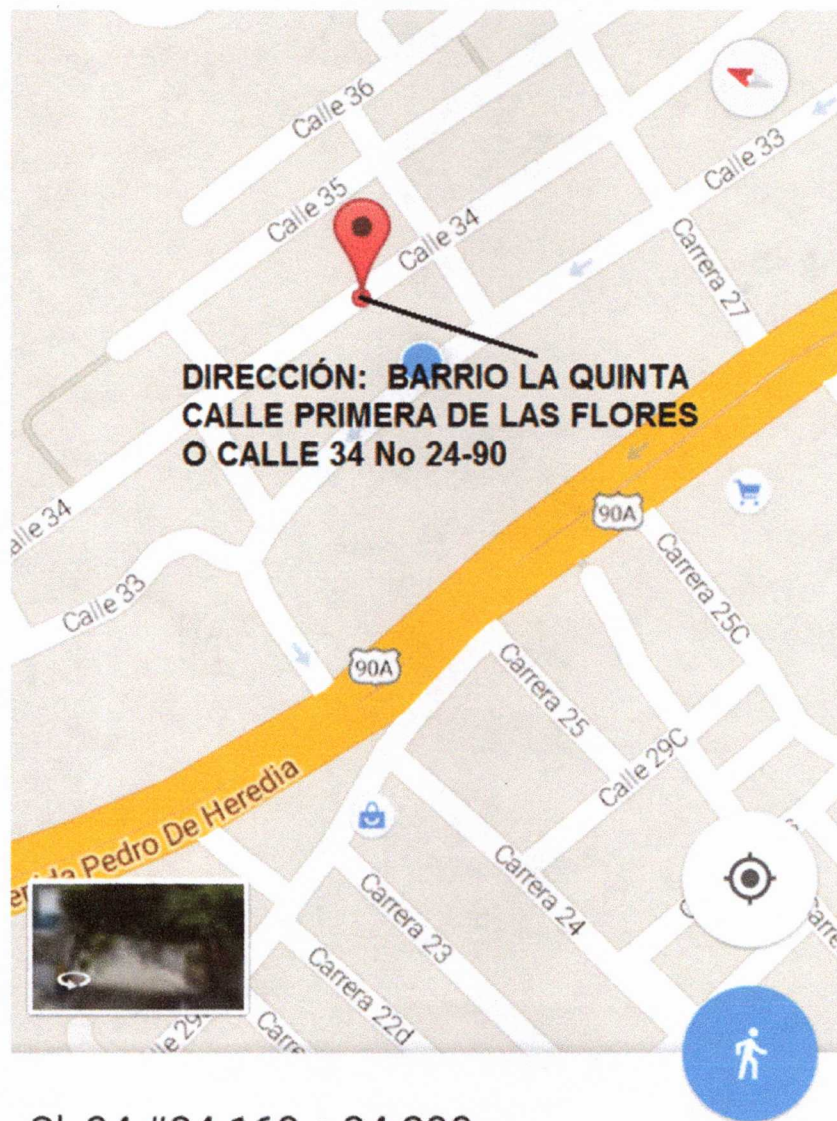 Calle 36
Calle 33
Calle 35
Calle 34
Carrera 27
DIRECCIÓN: BARRIO LA QUINTA
CALLE PRIMERA DE LAS FLORES
O CALLE 34 No 24-90
90A
Calle 33
Carrera 25C
90A
Carrera 25
Calle 29C
Pedro De Heredia
Carrera 24
Carrera 23
Carrera 22d